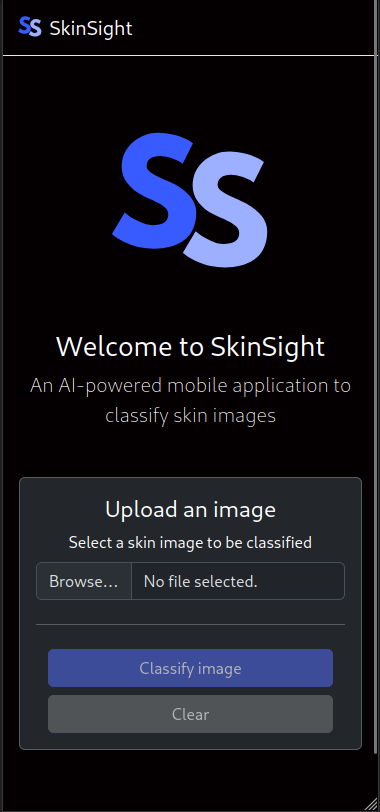 SS SkinSight
SS
Welcome to SkinSight
An AI-powered mobile application to
classify skin images
Upload an image
Select a skin image to be classified
Browse... No file selected.
Classify image
Clear